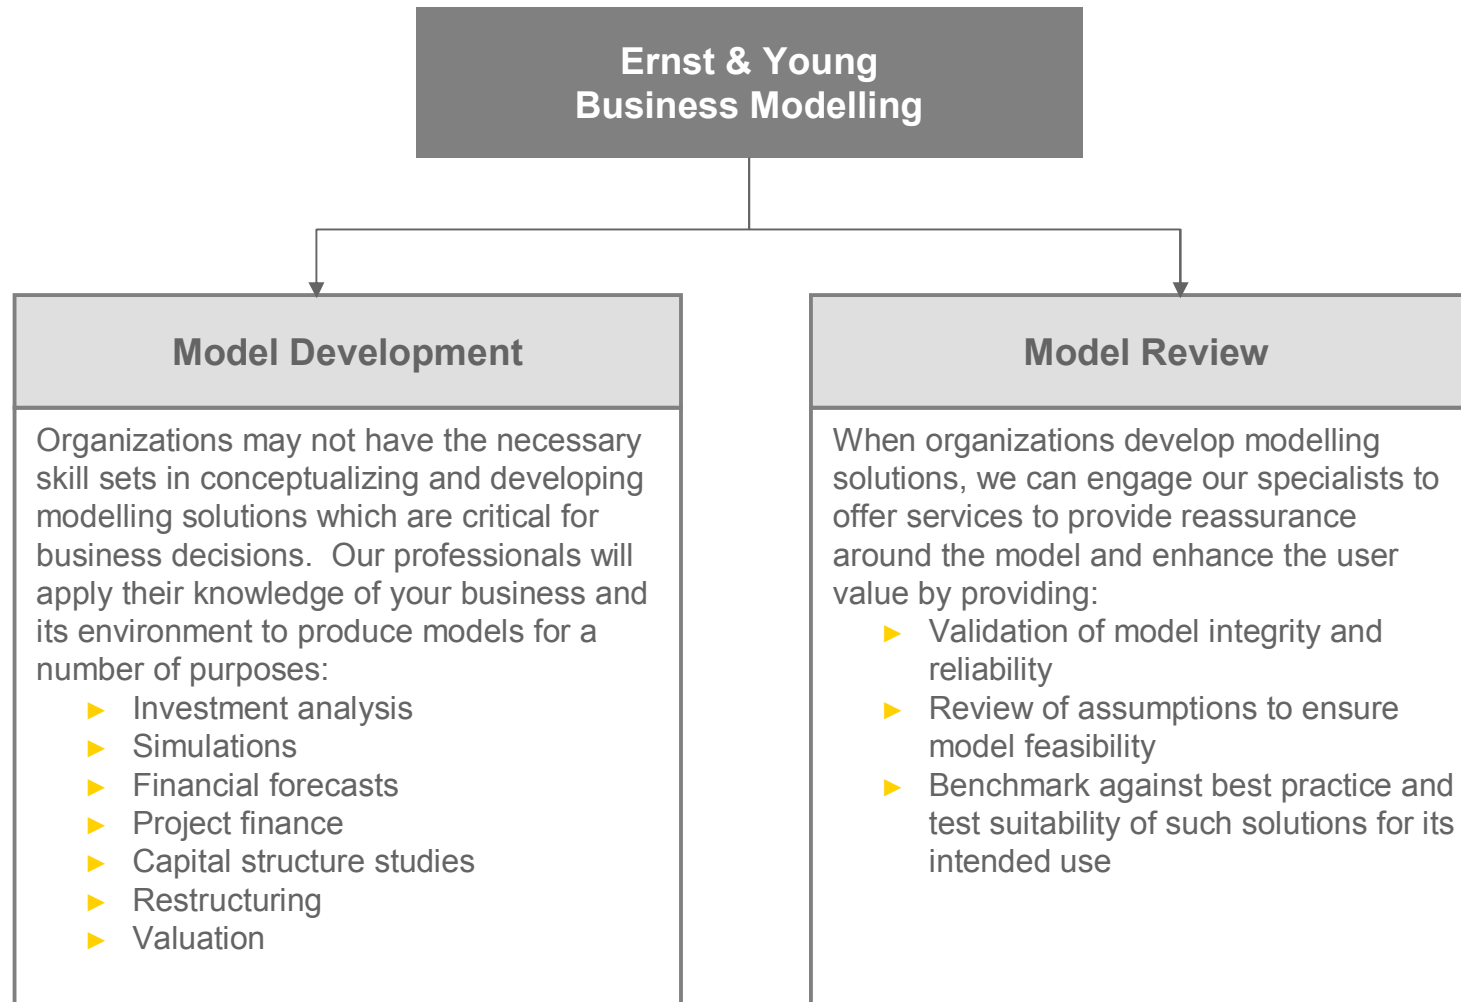 Ernst & Young
Business Modelling
Model Development
Organizations may not have the necessary
skill sets in conceptualizing and developing
modelling solutions which are critical for
business decisions.  Our professionals will
apply their knowledge of your business and
its environment to produce models for a
number of purposes:
► Investment analysis
► Simulations
► Financial forecasts
► Project finance
► Capital structure studies
► Restructuring
► Valuation
Model Review
When organizations develop modelling
solutions, we can engage our specialists to
offer services to provide reassurance
around the model and enhance the user
value by providing:
► Validation of model integrity and
reliability
► Review of assumptions to ensure
model feasibility
► Benchmark against best practice and
test suitability of such solutions for its
intended use